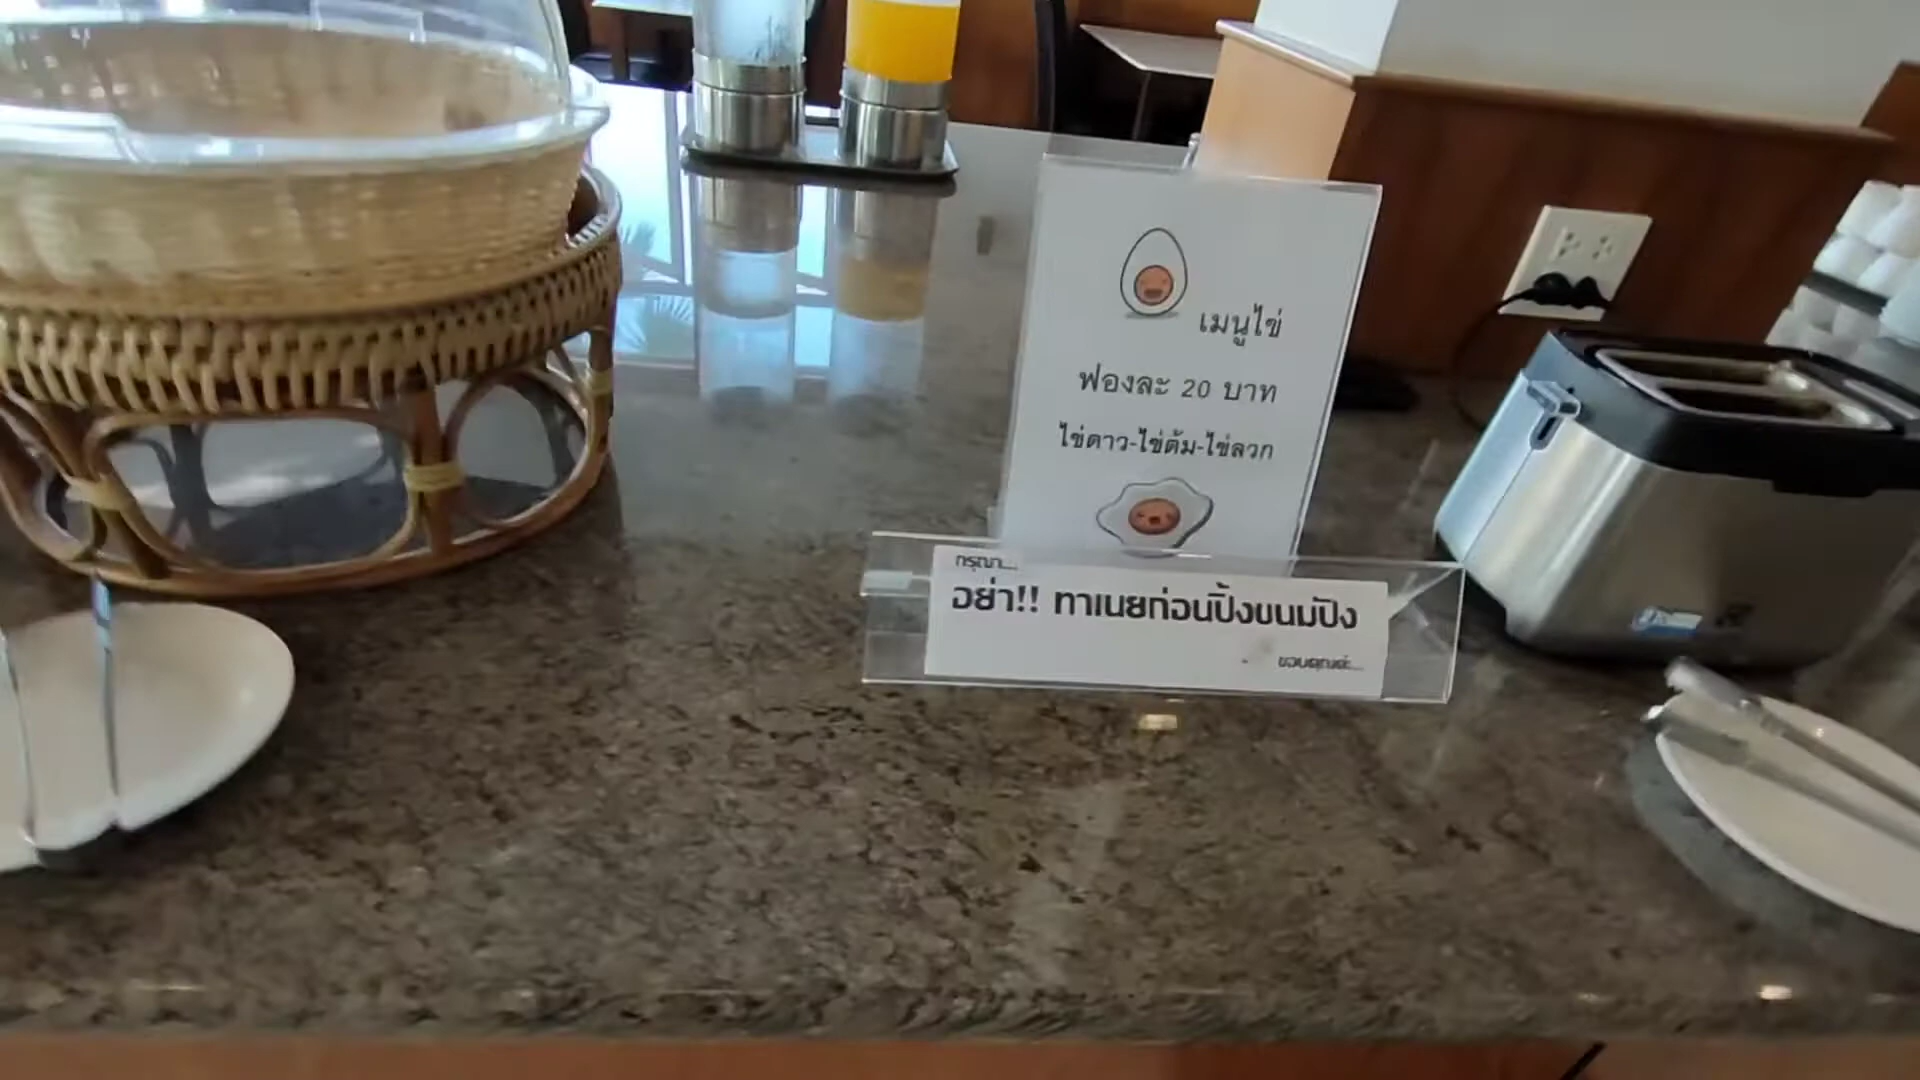 เมนูไข่
ฟองละ 20 บาท
ไข่ดาว-ไข่ต้ม-ไข่ลวก
กรุณา...
อย่า!! ทาเนยก่อนปิ้งขนมปัง
ขอบคุณค่ะ...